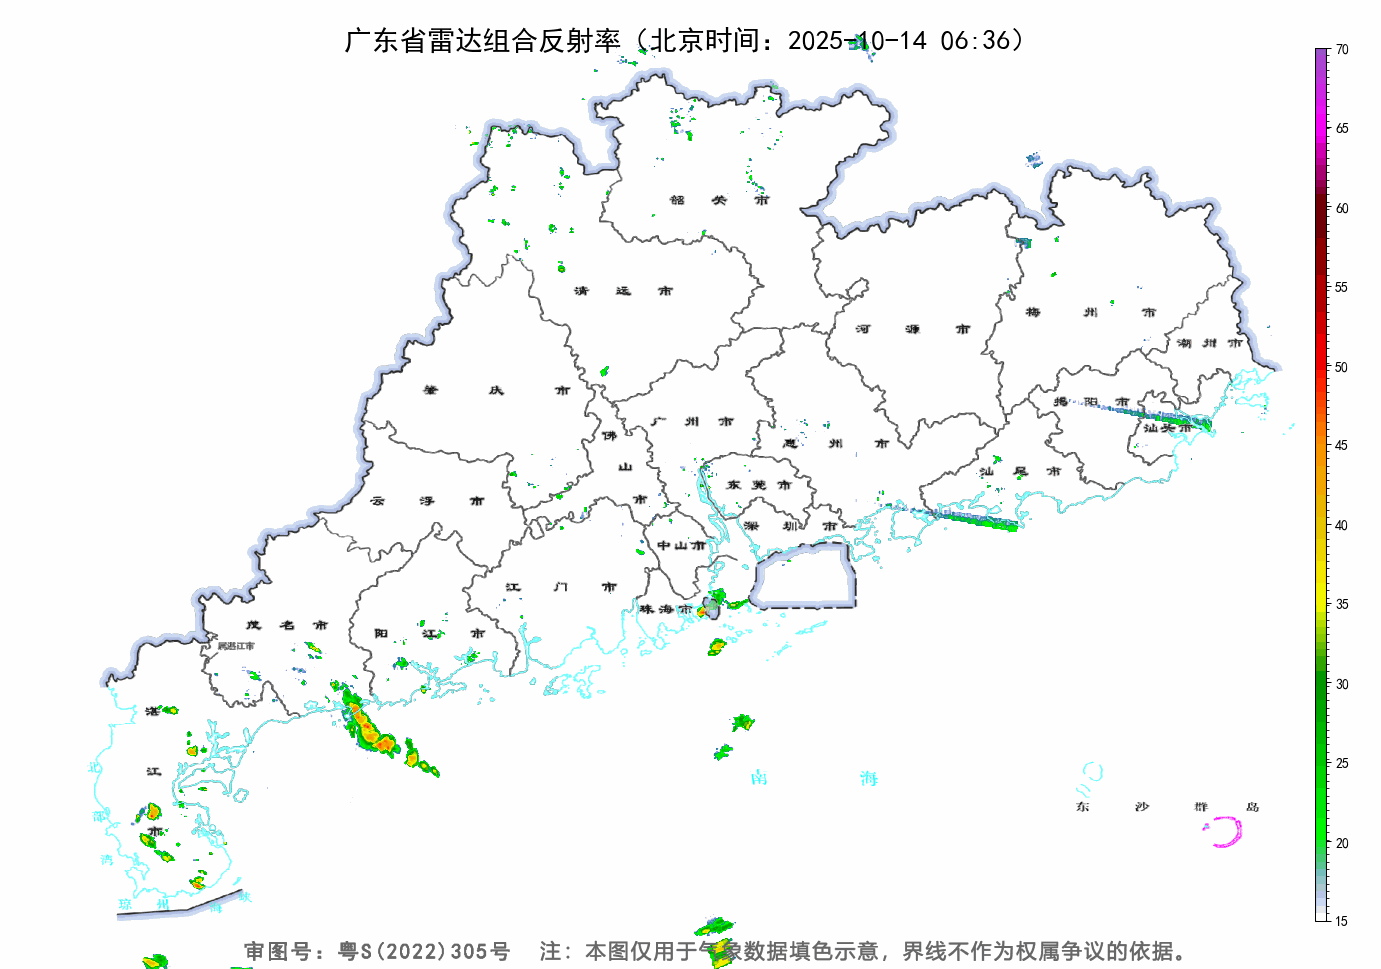 广东省雷达组合反射率（北京时间：2025-10-14 06:36）
70
65
60
55
50
45
40
35
30
25
20
15
韶关市
清远市
河源市
梅州市
潮州市
肇庆市
广州市
揭阳市
汕头市
佛山市
惠州市
汕尾市
云浮市
东莞市
深圳市
中山市
江门市
珠海市
茂名市
阳江市
属湛江市
湛江市
北部湾
南海
东沙群岛
琼州海峡
审图号：粤S(2022)305号 注：本图仅用于气象数据填色示意，界线不作为权属争议的依据。